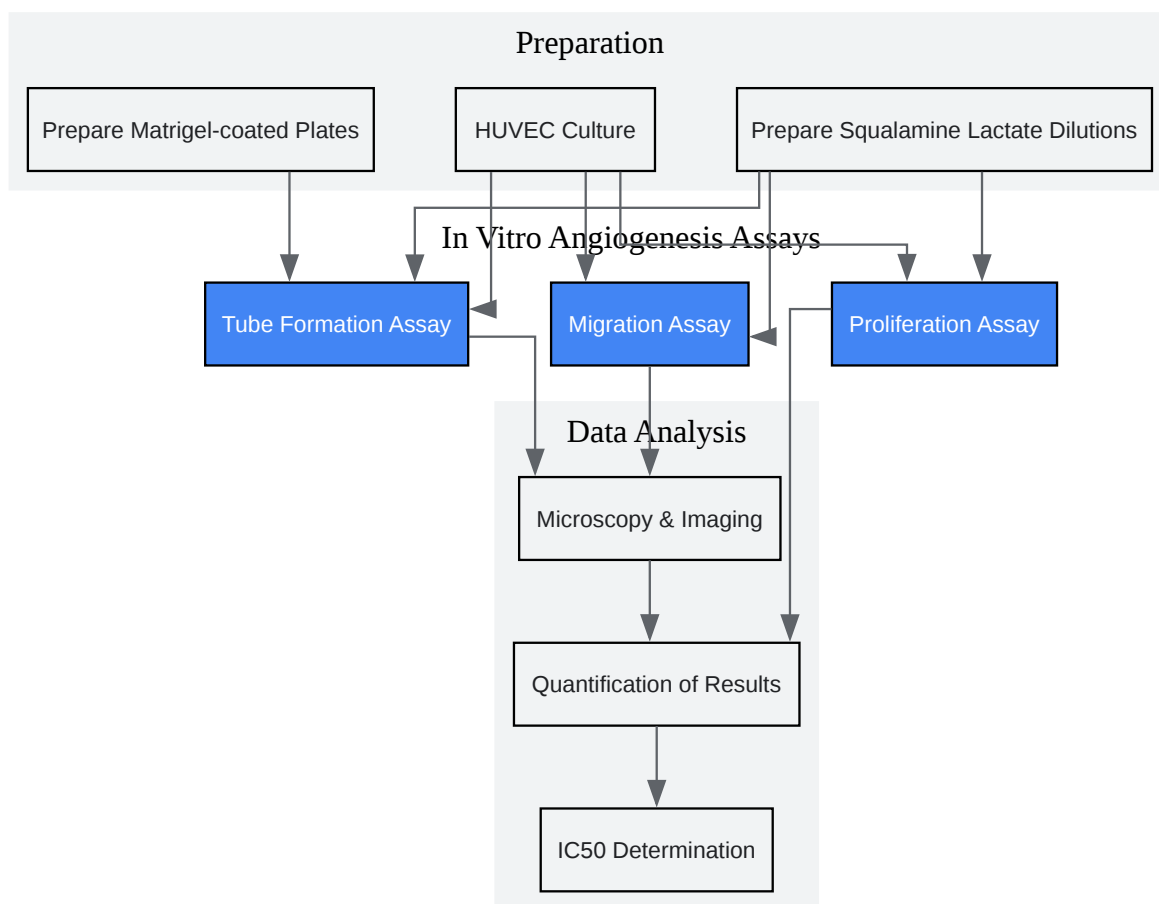 Preparation
Prepare Matrigel-coated Plates
HUVEC Culture
Prepare Squalamine Lactate Dilutions
In Vitro Angiogenesis Assays
Tube Formation Assay
Migration Assay
Proliferation Assay
Data Analysis
Microscopy & Imaging
Quantification of Results
IC50 Determination